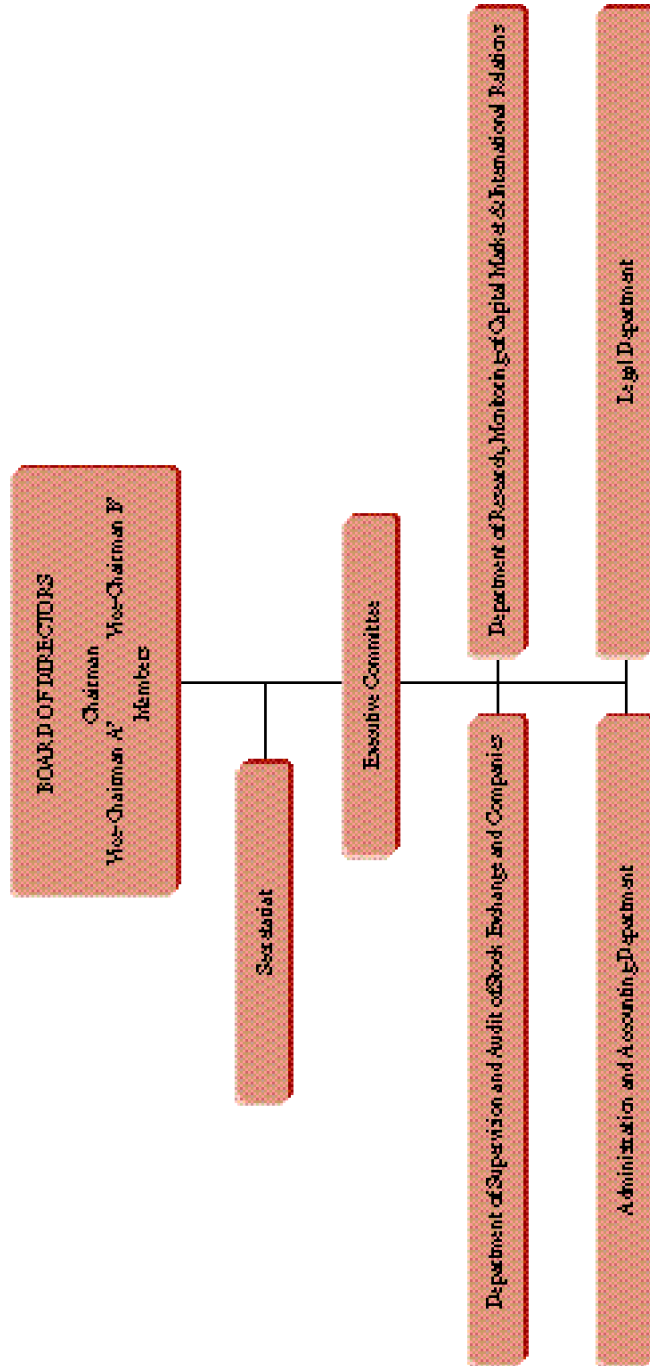 BOARD OF DIRECTORS
Chairman
Vice-Chairman A' Vice-Chairman B'
Members
Secretariat
Executive Committee
Department of Supervision and Audit of Stock Exchange and Companies
Department of Research, Monitoring of Capital Market & International Relations
Administration and Accounting Department
Legal Department